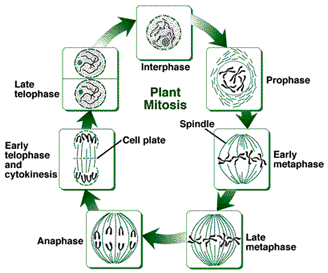 Interphase
Prophase
Late
telophase
Plant
Mitosis
Spindle
Early telophase
and
cytokinesis
Cell plate
Early
metaphase
Anaphase
Late
metaphase